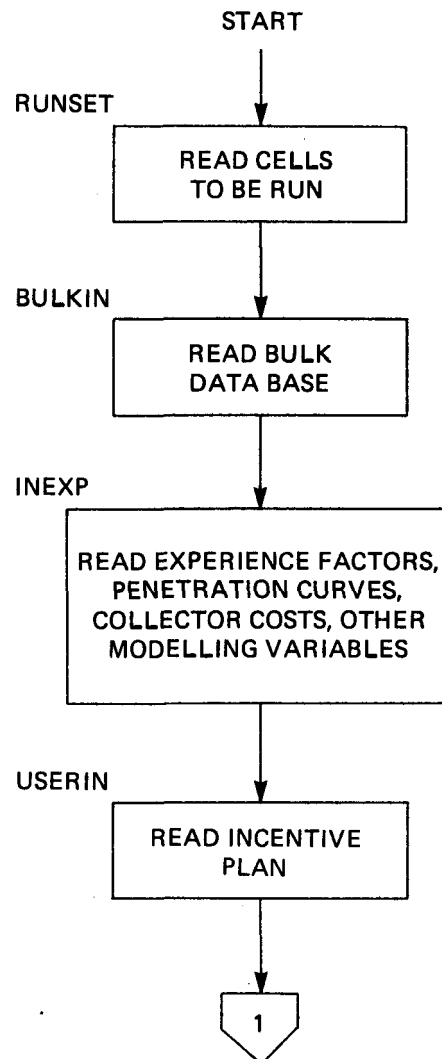 START
RUNSET
READ CELLS
TO BE RUN
BULKIN
READ BULK
DATA BASE
INEXP
READ EXPERIENCE FACTORS,
PENETRATION CURVES,
COLLECTOR COSTS, OTHER
MODELLING VARIABLES
USERIN
READ INCENTIVE
PLAN
1